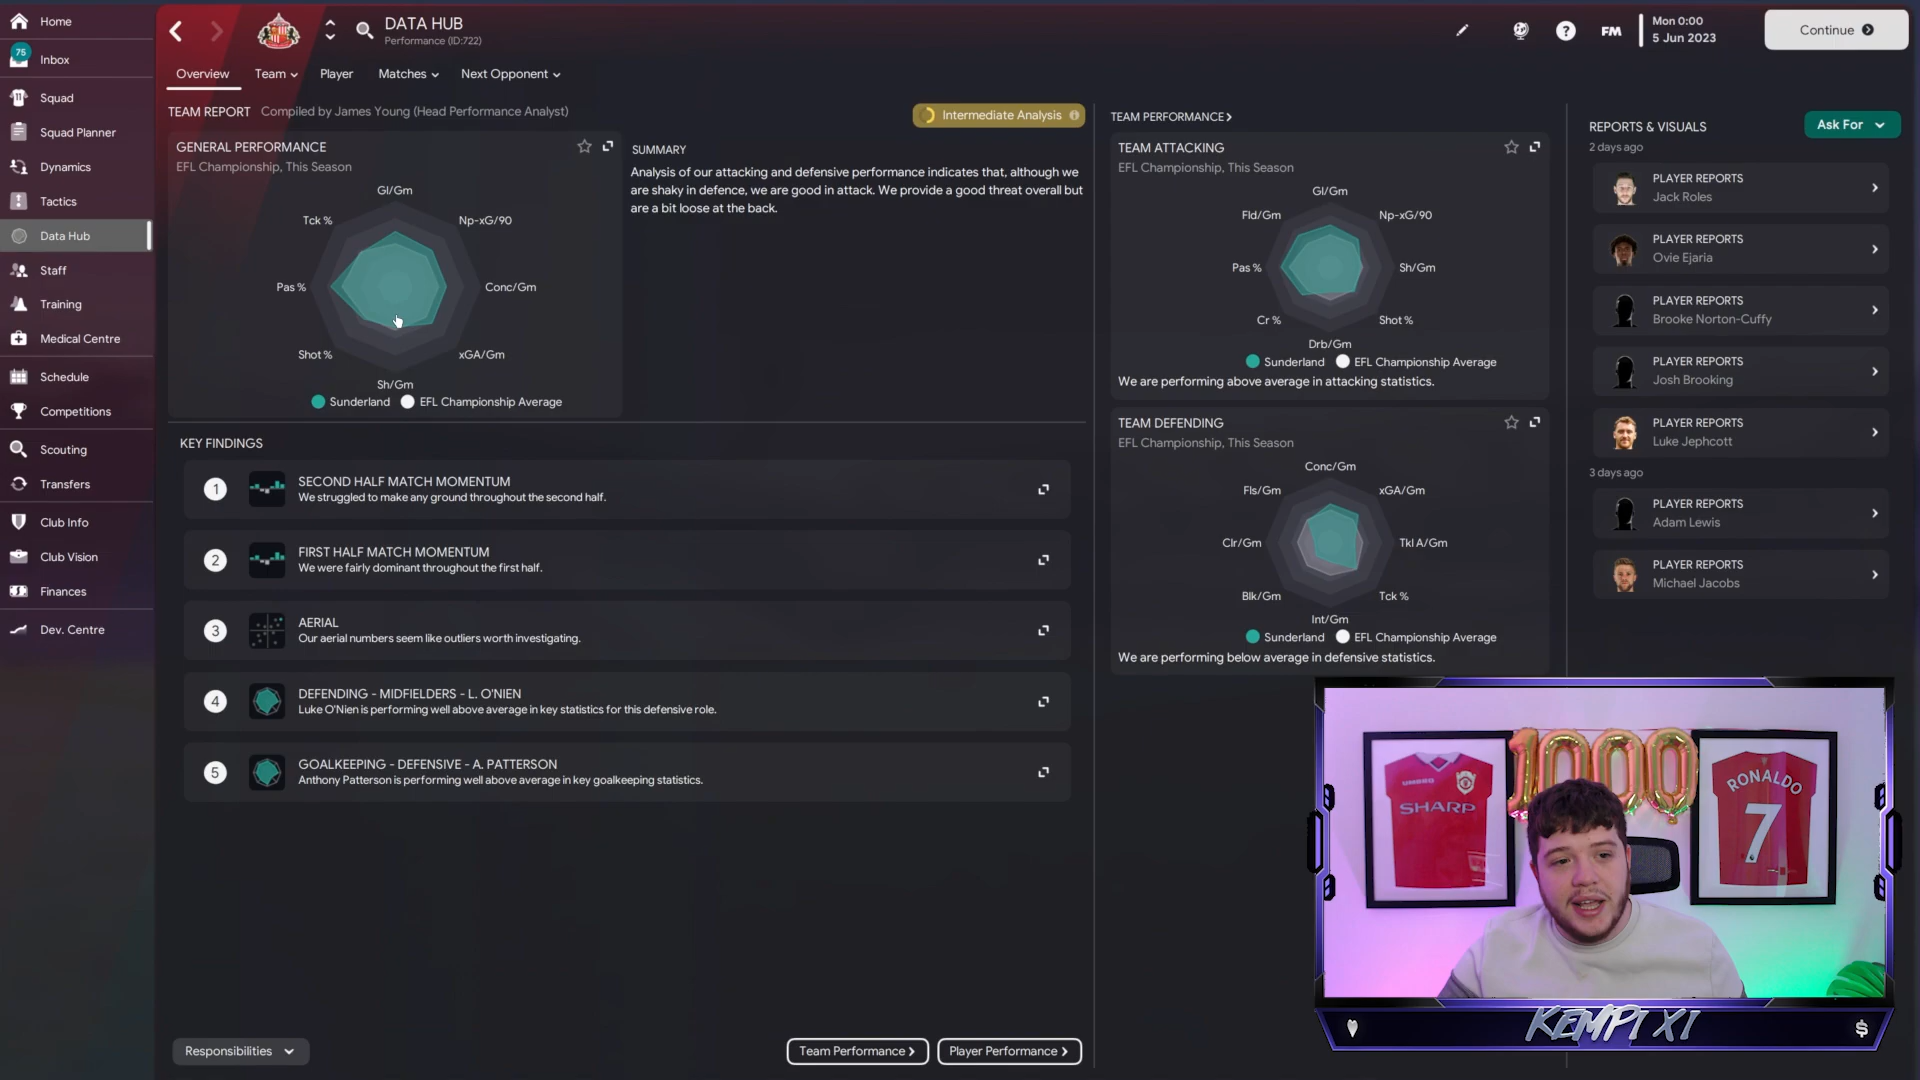 Home
75
Inbox
Squad
Squad Planner
Dynamics
Tactics
Data Hub
Staff
Training
Medical Centre
Schedule
Competitions
Scouting
Transfers
Club Info
Club Vision
Finances
Dev. Centre
DATA HUB
Performance (ID:722)
FM
Mon 0:00
5 Jun 2023
Continue
Overview
Team
Player
Matches
Next Opponent
TEAM REPORT Compiled by James Young (Head Performance Analyst)
Intermediate Analysis
GENERAL PERFORMANCE
EFL Championship, This Season
Gl/Gm
Tck %
Np-xG/90
Pas %
Conc/Gm
Shot %
xGA/Gm
Sh/Gm
Sunderland
EFL Championship Average
SUMMARY
Analysis of our attacking and defensive performance indicates that, although we
are shaky in defence, we are good in attack. We provide a good threat overall but
are a bit loose at the back.
KEY FINDINGS
1
SECOND HALF MATCH MOMENTUM
We struggled to make any ground throughout the second half.
2
FIRST HALF MATCH MOMENTUM
We were fairly dominant throughout the first half.
3
AERIAL
Our aerial numbers seem like outliers worth investigating.
4
DEFENDING - MIDFIELDERS - L. O'NIEN
Luke O'Nien is performing well above average in key statistics for this defensive role.
5
GOALKEEPING - DEFENSIVE - A. PATTERSON
Anthony Patterson is performing well above average in key goalkeeping statistics.
Responsibilities
Team Performance
Player Performance
TEAM PERFORMANCE
TEAM ATTACKING
EFL Championship, This Season
Gl/Gm
Fld/Gm
Np-xG/90
Pas %
Sh/Gm
Cr %
Shot %
Drb/Gm
Sunderland
EFL Championship Average
We are performing above average in attacking statistics.
TEAM DEFENDING
EFL Championship, This Season
Conc/Gm
Fls/Gm
xGA/Gm
Clr/Gm
Tkl A/Gm
Blk/Gm
Tck %
Int/Gm
Sunderland
EFL Championship Average
We are performing below average in defensive statistics.
REPORTS & VISUALS
Ask For
2 days ago
PLAYER REPORTS
Jack Roles
PLAYER REPORTS
Ovie Ejaria
PLAYER REPORTS
Brooke Norton-Cuffy
PLAYER REPORTS
Josh Brooking
PLAYER REPORTS
Luke Jephcott
3 days ago
PLAYER REPORTS
Adam Lewis
PLAYER REPORTS
Michael Jacobs
1000
UMBRO
SHARP
RONALDO
7
KEMPI XI
$